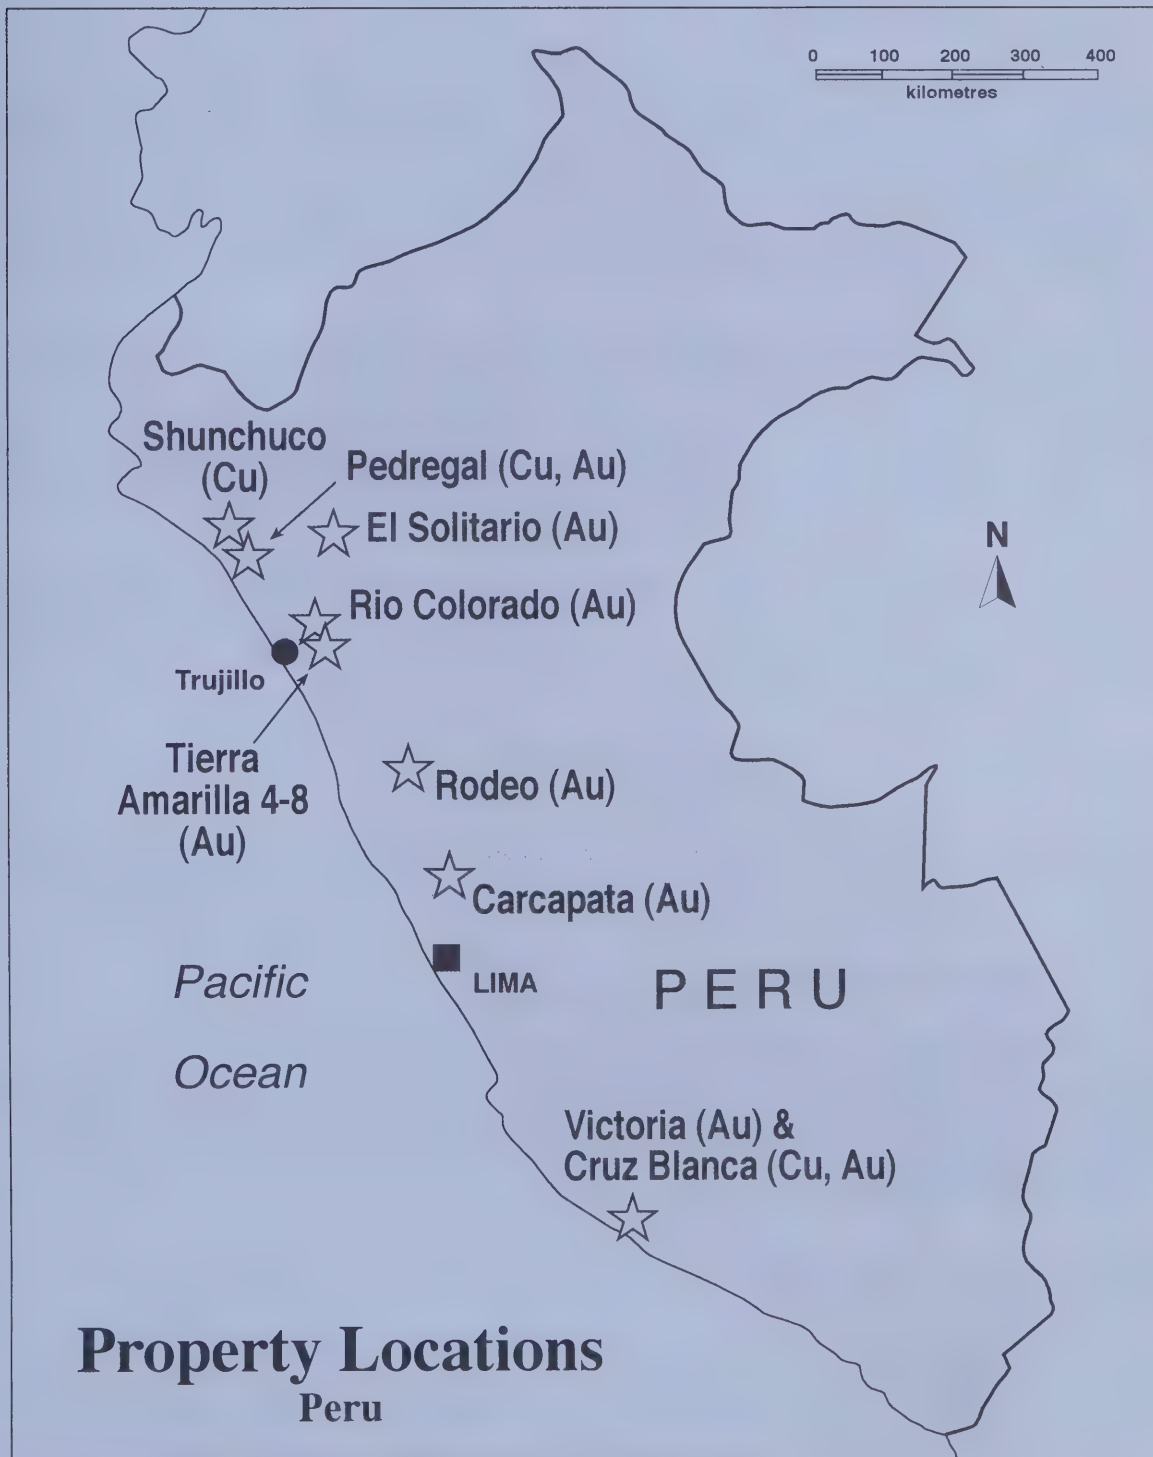 0 100 200 300 400
kilometres
Shunchuco
(Cu)
Pedregal (Cu, Au)
El Solitario (Au)
N
Rio Colorado (Au)
Trujillo
Tierra
Amarilla 4-8
(Au)
Rodeo (Au)
Carcapata (Au)
LIMA
PERU
Pacific
Ocean
Victoria (Au) &
Cruz Blanca (Cu, Au)
Property Locations
Peru